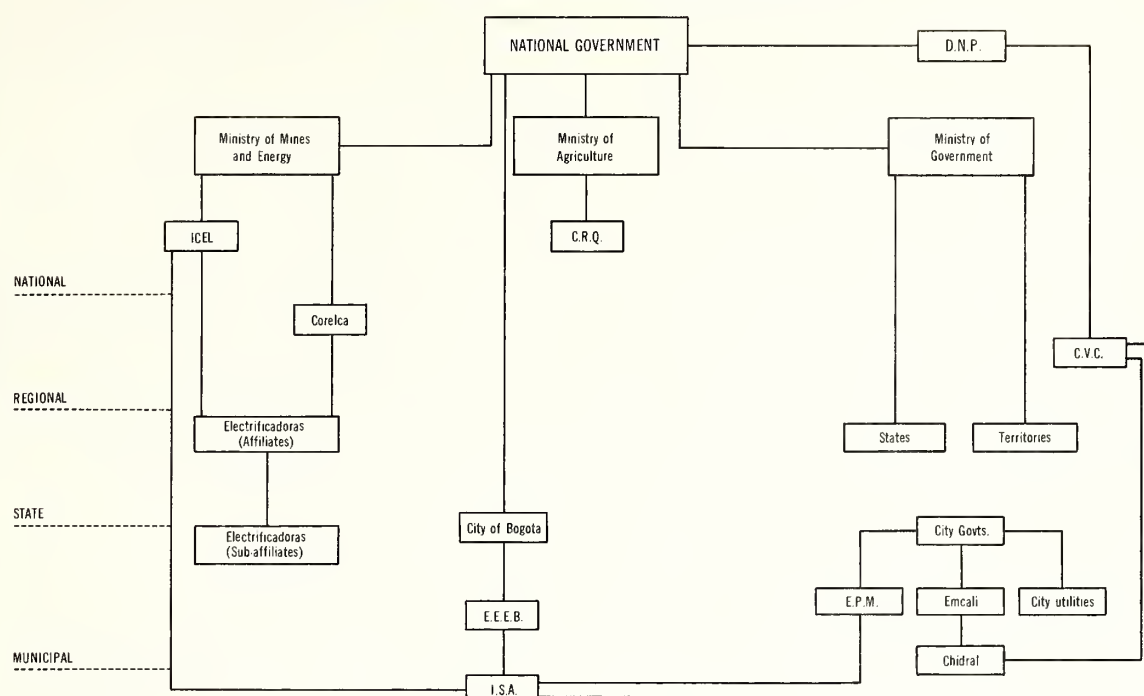 NATIONAL GOVERNMENT
D.N.P.
Ministry of Mines
and Energy
Ministry of
Agriculture
Ministry of
Government
ICEL
C.R.Q.
NATIONAL
Corelca
C.V.C.
REGIONAL
Electrificadoras
(Affiliates)
States
Territories
STATE
City of Bogota
City Govts.
Electrificadoras
(Sub-affiliates)
E.P.M.
Emcali
City utilities
E.E.E.B.
MUNICIPAL
Chidral
I.S.A.